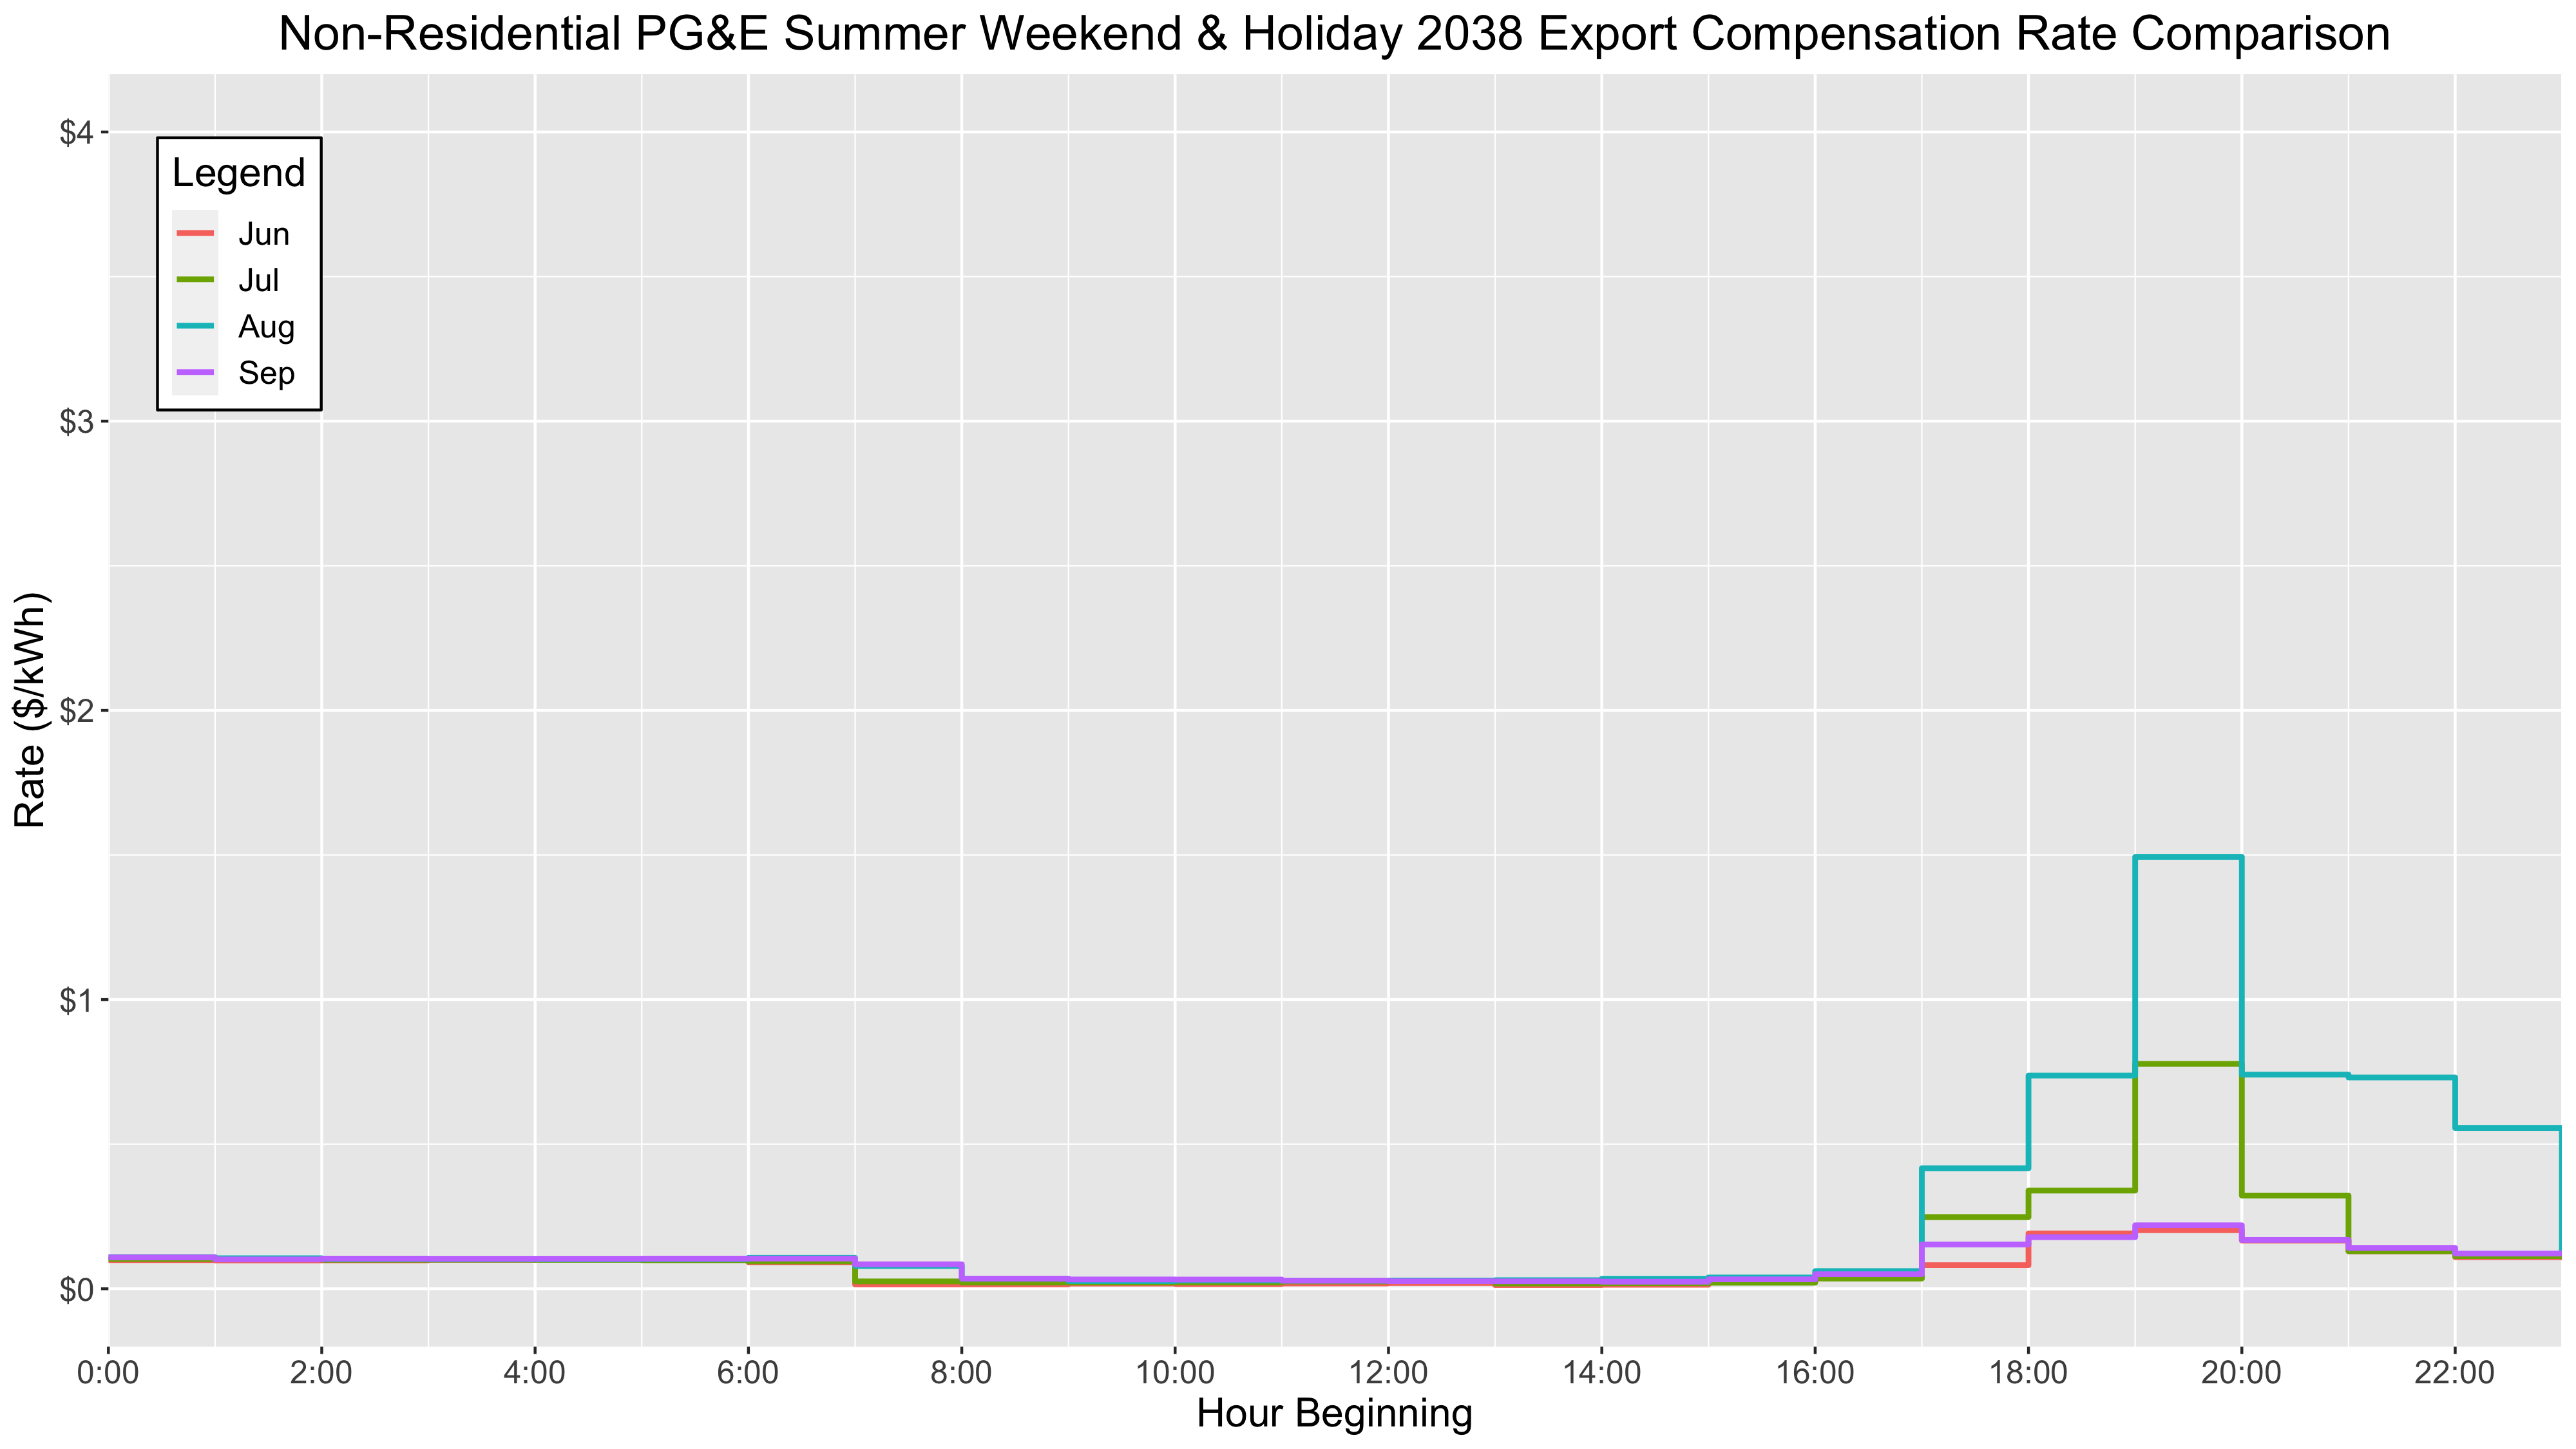 Non-Residential PG&E Summer Weekend & Holiday 2038 Export Compensation Rate Comparison
Rate ($/kWh)
$4
$3
$2
$1
$0
Legend
Jun
Jul
Aug
Sep
0:00 2:00 4:00 6:00 8:00 10:00 12:00 14:00 16:00 18:00 20:00 22:00
Hour Beginning